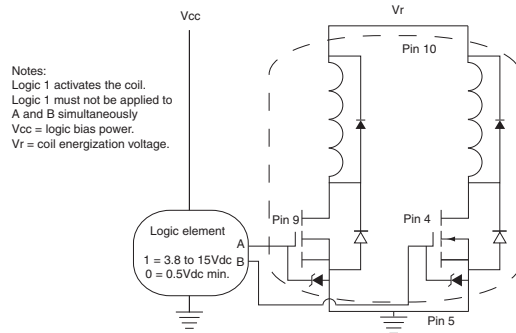 Vcc
Vr
Pin 10
Notes:
Logic 1 activates the coil.
Logic 1 must not be applied to
A and B simultaneously
Vcc = logic bias power.
Vr = coil energization voltage.
Pin 9
Pin 4
Logic element
A
1 = 3.8 to 15Vdc
B
0 = 0.5Vdc min.
Pin 5